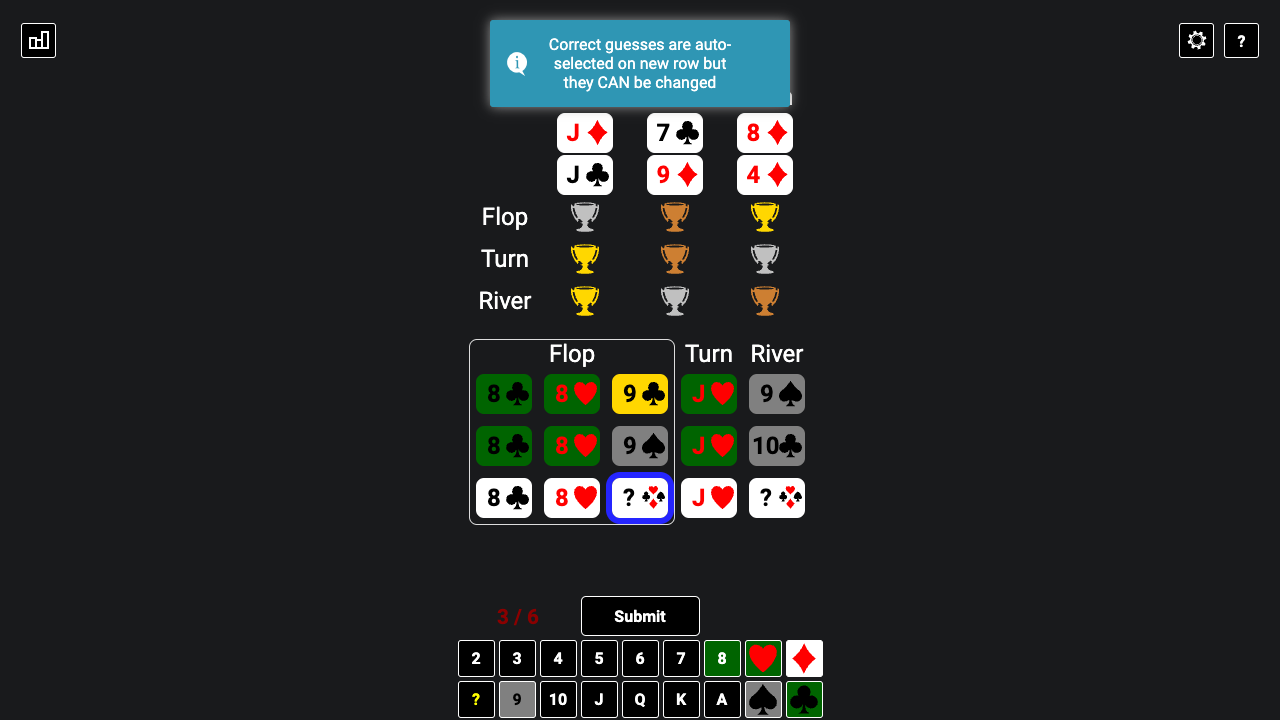 Correct guesses are auto-
selected on new row but
they CAN be changed
?
J 7 8
J 9 4
Flop
Turn
River
Flop Turn River
8 8 9 J 9
8 8 9 J 10
8 8 ? J ?
3 / 6 Submit
2 3 4 5 6 7 8
? 9 10 J Q K A